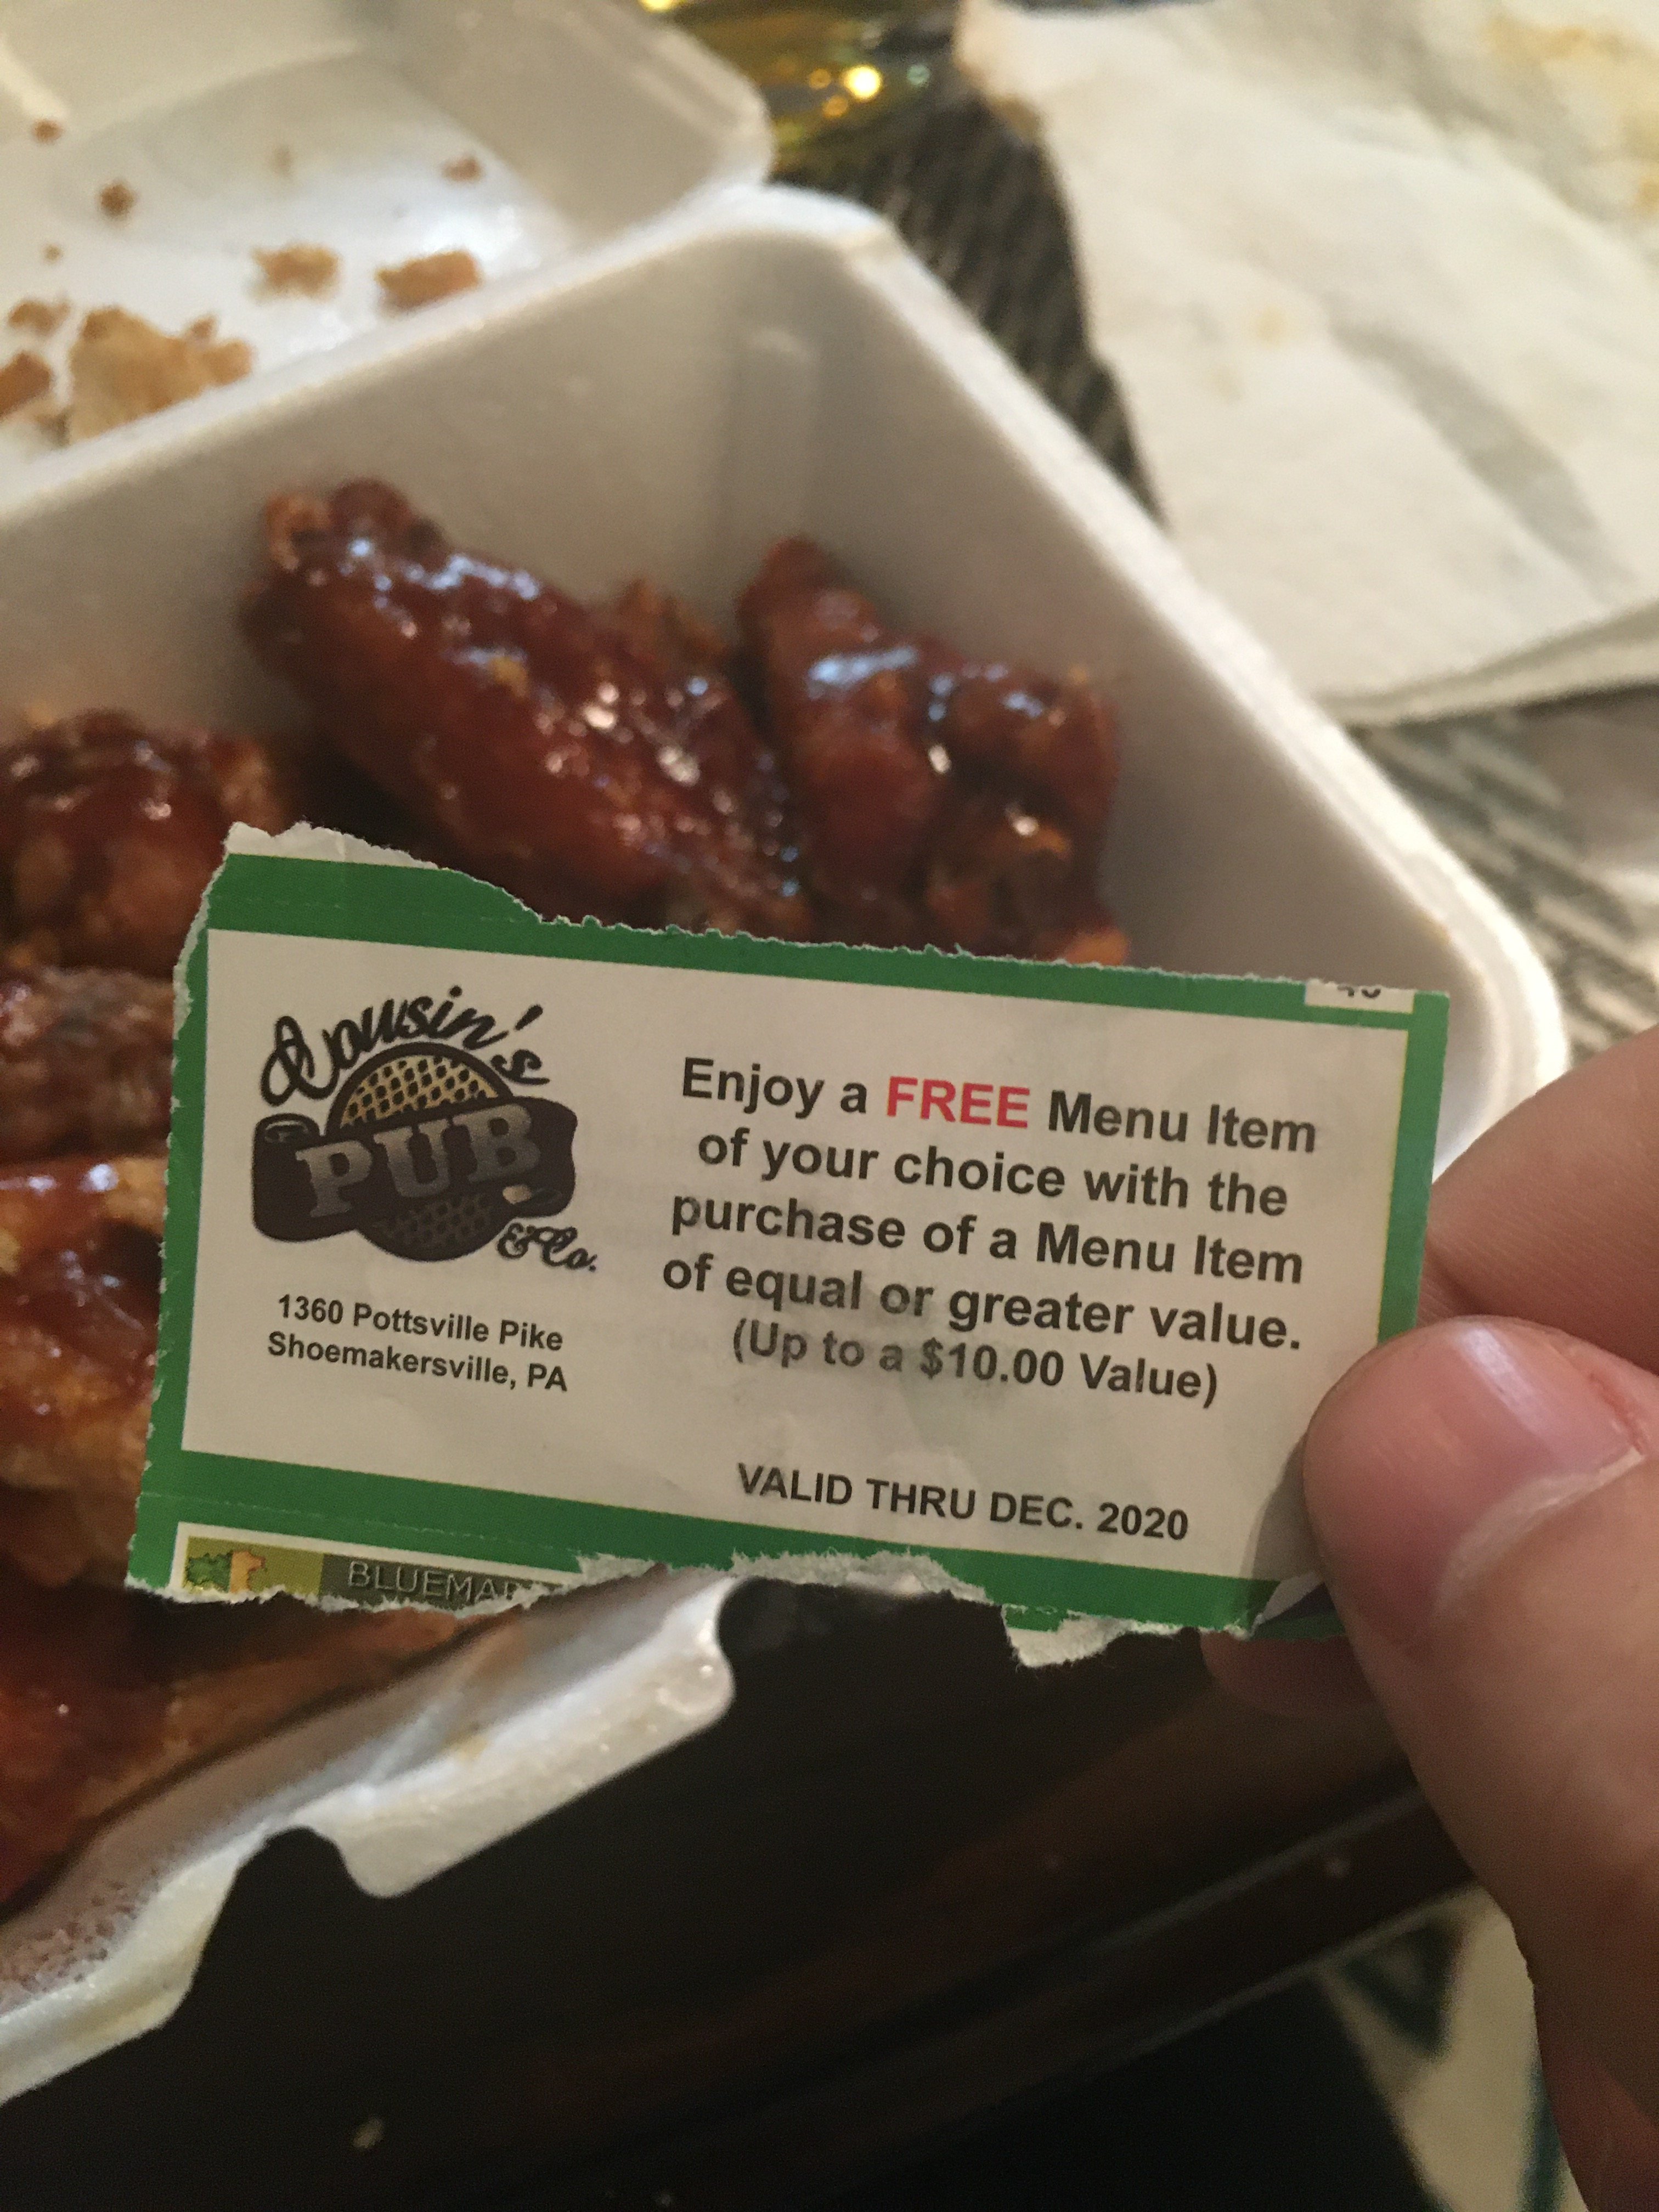 Cousin's
PUB
& Co.
1360 Pottsville Pike
Shoemakersville, PA
Enjoy a FREE Menu Item
of your choice with the
purchase of a Menu Item
of equal or greater value.
(Up to a $10.00 Value)
VALID THRU DEC. 2020